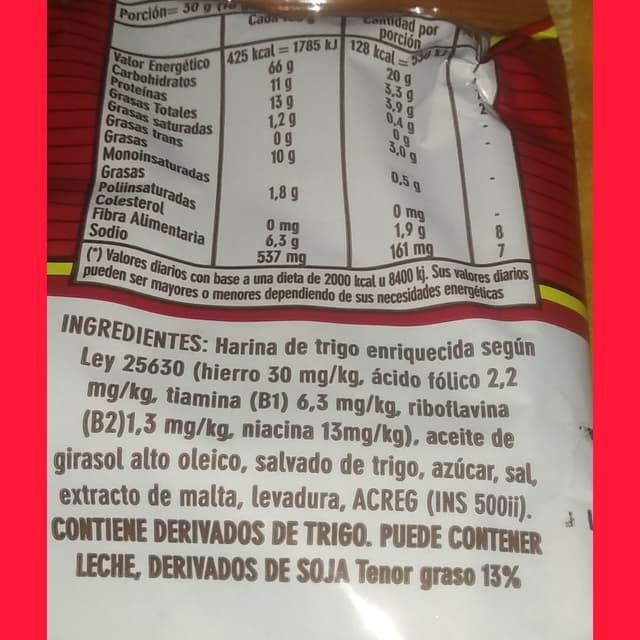 Porción= 30 g
Cada
Cantidad por
porción
Valor Energético 425 kcal = 1785 kJ 128 kcal =
Carbohidratos 66 g 20 g
Proteínas 11 g 3,3 g
Grasas Totales 13 g 3,9 g
Grasas saturadas 1,2 g 0,4 g
Grasas trans 0 g 0 g
Grasas 10 g 3,0 g
Monoinsaturadas
Grasas 1,8 g 0,5 g
Poliinsaturadas
Colesterol 0 mg 0 mg -
Fibra Alimentaria 6,3 g 1,9 g 8
Sodio 537 mg 161 mg 7
(*) Valores diarios con base a una dieta de 2000 kcal u 8400 kj. Sus valores diarios
pueden ser mayores o menores dependiendo de sus necesidades energéticas
INGREDIENTES: Harina de trigo enriquecida según
Ley 25630 (hierro 30 mg/kg, ácido fólico 2,2
mg/kg, tiamina (B1) 6,3 mg/kg, riboflavina
(B2)1,3 mg/kg, niacina 13mg/kg), aceite de
girasol alto oleico, salvado de trigo, azúcar, sal,
extracto de malta, levadura, ACREG (INS 500ii).
CONTIENE DERIVADOS DE TRIGO. PUEDE CONTENER
LECHE, DERIVADOS DE SOJA Tenor graso 13%